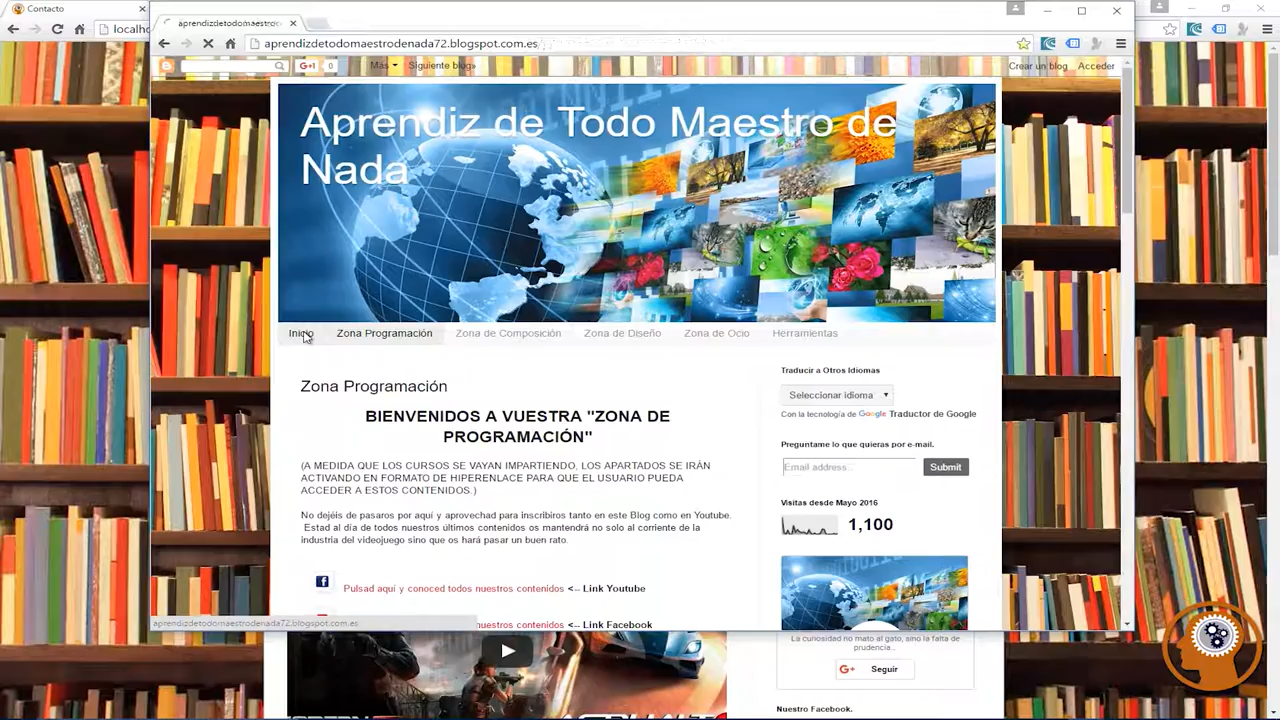 Contacto
aprendizdetodomaestrode
localho
aprendizdetodomaestrodenada72.blogspot.com.es
G+1 0 Más Siguiente blog» Crear un blog Acceder
Aprendiz de Todo Maestro de
Nada
Inicio Zona Programación Zona de Composición Zona de Diseño Zona de Ocio Herramientas
Zona Programación
BIENVENIDOS A VUESTRA "ZONA DE
PROGRAMACIÓN"
(A MEDIDA QUE LOS CURSOS SE VAYAN IMPARTIENDO, LOS APARTADOS SE IRÁN
ACTIVANDO EN FORMATO DE HIPERENLACE PARA QUE EL USUARIO PUEDA
ACCEDER A ESTOS CONTENIDOS.)
No dejéis de pasaros por aquí y aprovechad para inscribiros tanto en este Blog como en Youtube.
Estad al día de todos nuestros últimos contenidos os mantendrá no solo al corriente de la
industria del videojuego sino que os hará pasar un buen rato.
Pulsad aquí y conoced todos nuestros contenidos <-- Link Youtube
nuestros contenidos <-- Link Facebook
Traducir a Otros Idiomas
Seleccionar idioma
Con la tecnología de Google Traductor de Google
Preguntame lo que quieras por e-mail.
Email address..
Submit
Visitas desde Mayo 2016
1,100
aprendizdetodomaestrodenada72.blogspot.com.es
La curiosidad no mato al gato, sino la falta de
prudencia..
G+ Seguir
Nuestro Facebook.